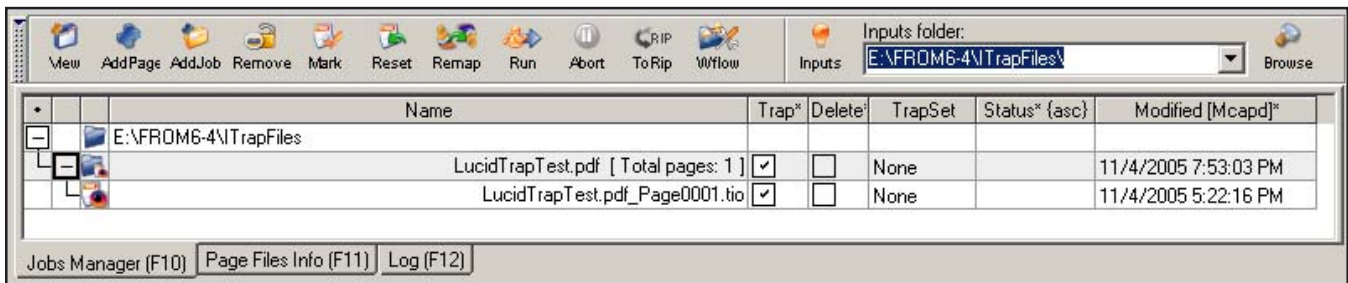 Inputs folder:
View AddPage AddJob Remove Mark Reset Remap Run Abort CRIP ToRip Wflow Inputs E:\FROM6-4\ITrapFiles\ Browse
Name Trap* Delete* TrapSet Status* {asc} Modified [Mcapd]*
E:\FROM6-4\ITrapFiles
LucidTrapTest.pdf [ Total pages: 1 ] None 11/4/2005 7:53:03 PM
LucidTrapTest.pdf_Page0001.tio None 11/4/2005 5:22:16 PM
Jobs Manager (F10) Page Files Info (F11) Log (F12)